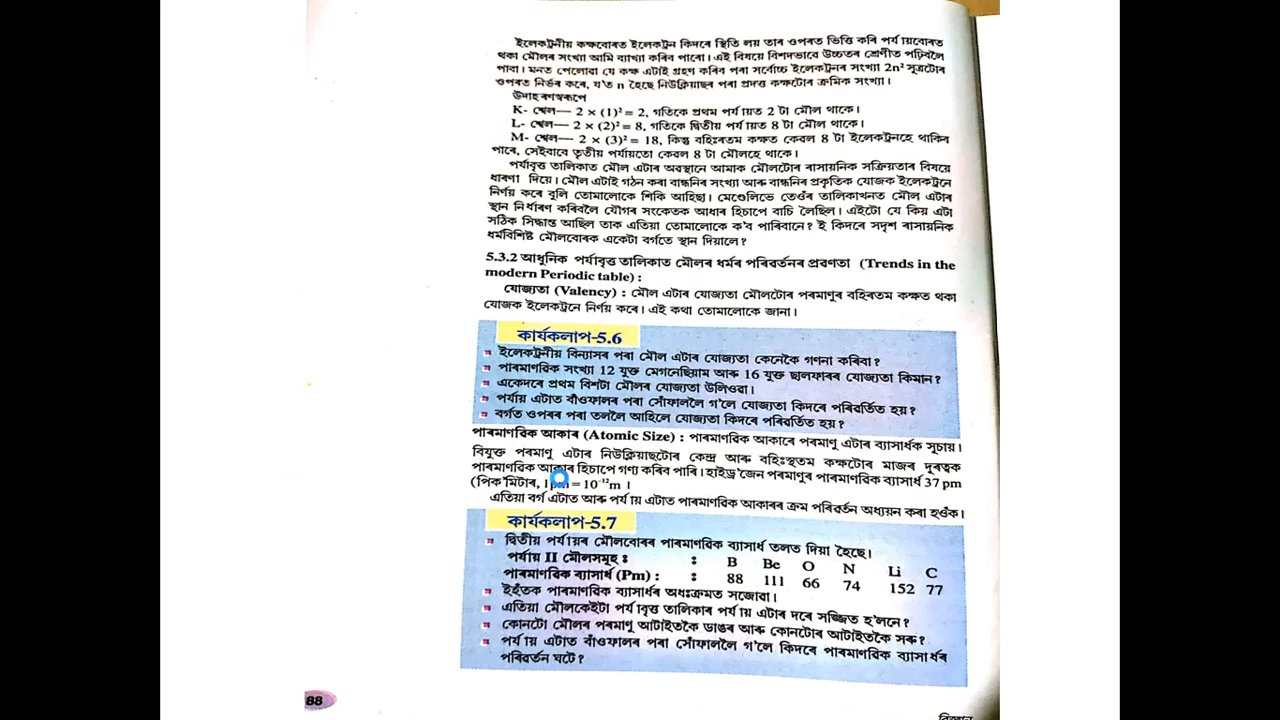 ইলেকট্ৰনীয় কক্ষবোৰত ইলেকট্ৰন কিদৰে স্থিতি লয় তাৰ ওপৰত ভিত্তি কৰি পৰ্যায়বোৰত
থকা মৌলৰ সংখ্যা আমি ব্যাখ্যা কৰিব পাৰো। এই বিষয়ে বিশদভাবে উচ্চতৰ শ্ৰেণীত পঢ়িবলৈ
পাবা। মনত পেলোৱা যে কক্ষ এটাই গ্ৰহণ কৰিব পৰা সৰ্বোচ্চ ইলেকট্ৰনৰ সংখ্যা 2n² সূত্ৰটোৰ
ওপৰত নিৰ্ভৰ কৰে, য'ত n হৈছে নিউক্লিয়াছৰ পৰা প্ৰদত্ত কক্ষটোৰ ক্ৰমিক সংখ্যা।
উদাহৰণস্বৰূপে
K- শ্বেল— 2 × (1)² = 2, গতিকে প্ৰথম পৰ্যায়ত 2 টা মৌল থাকে।
L- শ্বেল— 2 × (2)² = 8, গতিকে দ্বিতীয় পৰ্যায়ত 8 টা মৌল থাকে।
M- শ্বেল— 2 × (3)² = 18, কিন্তু বহিঃৰতম কক্ষত কেবল 8 টা ইলেকট্ৰনহে থাকিব
পাৰে, সেইবাবে তৃতীয় পৰ্যায়তো কেবল 8 টা মৌলহে থাকে।
পৰ্যাবৃত্ত তালিকাত মৌল এটাৰ অৱস্থানে আমাক মৌলটোৰ ৰাসায়নিক সক্ৰিয়তাৰ বিষয়ে
ধাৰণা দিয়ে। মৌল এটাই গঠন কৰা বান্ধনিৰ সংখ্যা আৰু বান্ধনিৰ প্ৰকৃতিক যোজক ইলেকট্ৰনে
নিৰ্ণয় কৰে বুলি তোমালোকে শিকি আহিছা। মেণ্ডেলিভে তেওঁৰ তালিকাখনত মৌল এটাৰ
স্থান নিৰ্ধাৰণ কৰিবলৈ যৌগৰ সংকেতক আধাৰ হিচাপে বাচি লৈছিল। এইটো যে কিয় এটা
সঠিক সিদ্ধান্ত আছিল তাক এতিয়া তোমালোকে ক'ব পাৰিবানে? ই কিদৰে সদৃশ ৰাসায়নিক
ধৰ্মবিশিষ্ট মৌলবোৰক একেটা বৰ্গতে স্থান দিয়ালে?
5.3.2 আধুনিক পৰ্যাবৃত্ত তালিকাত মৌলৰ ধৰ্মৰ পৰিবৰ্তনৰ প্ৰৱণতা (Trends in the
modern Periodic table) :
যোজ্যতা (Valency) : মৌল এটাৰ যোজ্যতা মৌলটোৰ পৰমাণুৰ বহিৰতম কক্ষত থকা
যোজক ইলেকট্ৰনে নিৰ্ণয় কৰে। এই কথা তোমালোকে জানা।
কাৰ্যকলাপ-5.6
ইলেকট্ৰনীয় বিন্যাসৰ পৰা মৌল এটাৰ যোজ্যতা কেনেকৈ গণনা কৰিবা?
পাৰমাণৱিক সংখ্যা 12 যুক্ত মেগনেছিয়াম আৰু 16 যুক্ত ছালফাৰৰ যোজ্যতা কিমান?
একেদৰে প্ৰথম বিশটা মৌলৰ যোজ্যতা উলিওৱা।
পৰ্যায় এটাত বাঁওফালৰ পৰা সোঁফাললৈ গ'লে যোজ্যতা কিদৰে পৰিৱৰ্তিত হয়?
বৰ্গত ওপৰৰ পৰা তললৈ আহিলে যোজ্যতা কিদৰে পৰিৱৰ্তিত হয়?
পাৰমাণৱিক আকাৰ (Atomic Size) : পাৰমাণৱিক আকাৰে পৰমাণু এটাৰ ব্যাসাৰ্ধক সূচায়।
বিযুক্ত পৰমাণু এটাৰ নিউক্লিয়াছটোৰ কেন্দ্ৰ আৰু বহিঃস্থতম কক্ষটোৰ মাজৰ দূৰত্বক
পাৰমাণৱিক আকাৰ হিচাপে গণ্য কৰিব পাৰি। হাইড্ৰ'জেন পৰমাণুৰ পাৰমাণৱিক ব্যাসাৰ্ধ 37 pm
(পিক'মিটাৰ, 1pm = 10⁻¹²m ।
এতিয়া বৰ্গ এটাত আৰু পৰ্যায় এটাত পাৰমাণৱিক আকাৰৰ ক্ৰম পৰিৱৰ্তন অধ্যয়ন কৰা হওঁক।
কাৰ্যকলাপ-5.7
দ্বিতীয় পৰ্যায়ৰ মৌলবোৰৰ পাৰমাণৱিক ব্যাসাৰ্ধ তলত দিয়া হৈছে।
পৰ্যায় II মৌলসমূহ : : B Be O N Li C
পাৰমাণৱিক ব্যাসাৰ্ধ (Pm) : : 88 111 66 74 152 77
ইহঁতক পাৰমাণৱিক ব্যাসাৰ্ধৰ অধঃক্ৰমত সজোৱা।
এতিয়া মৌলকেইটা পৰ্যাবৃত্ত তালিকাৰ পৰ্যায় এটাৰ দৰে সজ্জিত হ'লনে?
কোনটো মৌলৰ পৰমাণু আটাইতকৈ ডাঙৰ আৰু কোনটোৰ আটাইতকৈ সৰু?
পৰ্যায় এটাত বাঁওফালৰ পৰা সোঁফাললৈ গ'লে কিদৰে পাৰমাণৱিক ব্যাসাৰ্ধৰ
পৰিৱৰ্তন ঘটে?
88
বিজ্ঞান